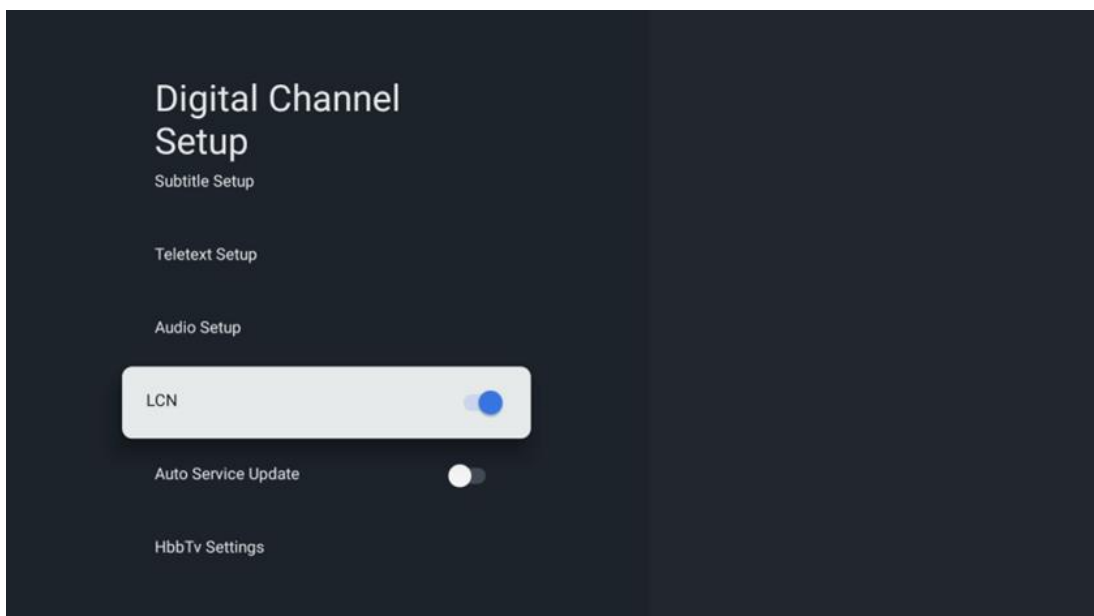 Digital Channel
Setup
Subtitle Setup
Teletext Setup
Audio Setup
LCN
Auto Service Update
HbbTv Settings